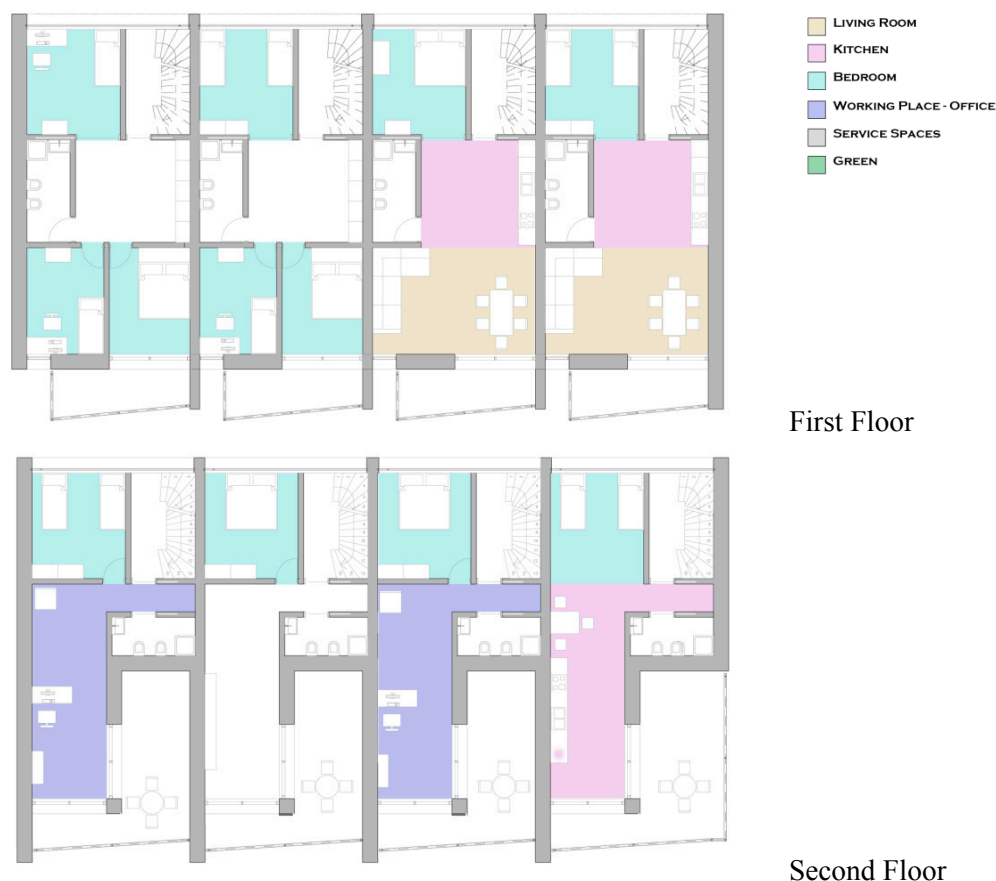 LIVING ROOM
KITCHEN
BEDROOM
WORKING PLACE - OFFICE
SERVICE SPACES
GREEN
First Floor
Second Floor